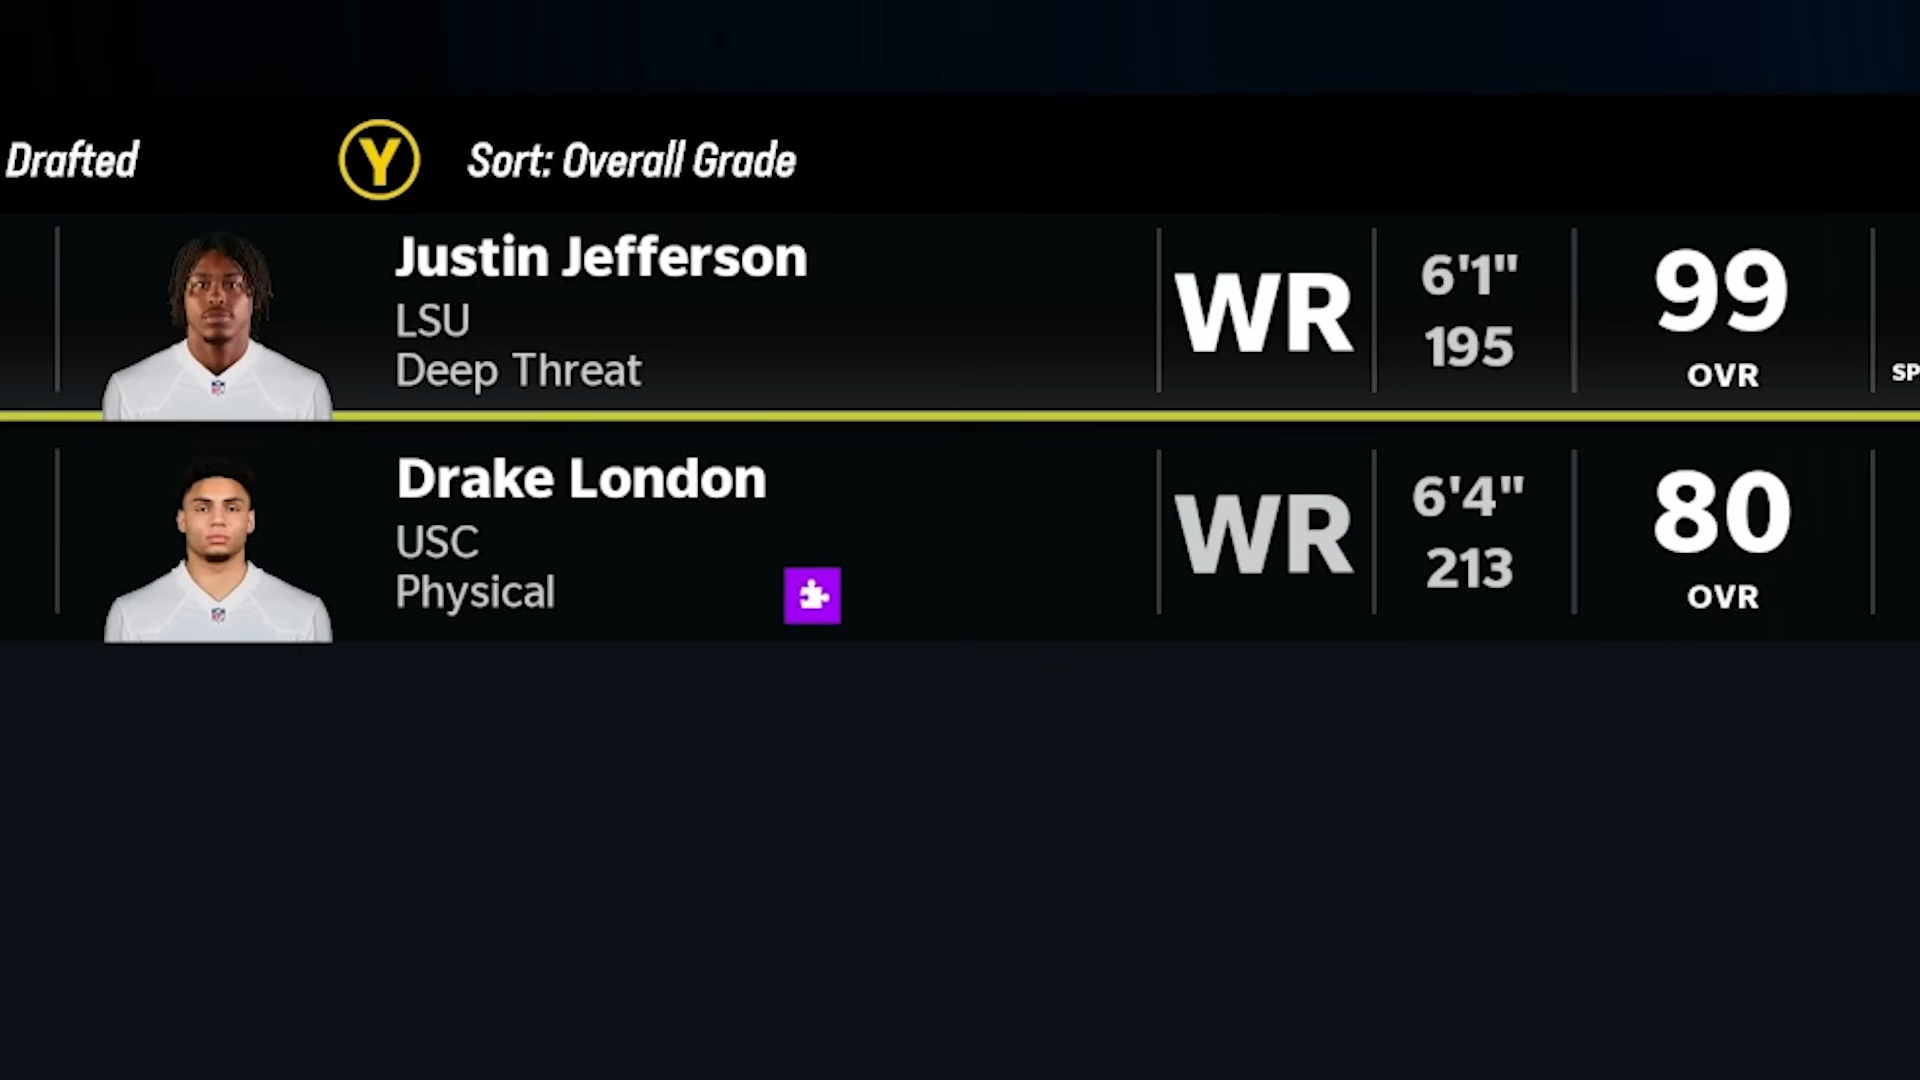 Drafted Y Sort: Overall Grade
Justin Jefferson
LSU
Deep Threat
WR
6'1"
195
99
OVR
SP
Drake London
USC
Physical
WR
6'4"
213
80
OVR